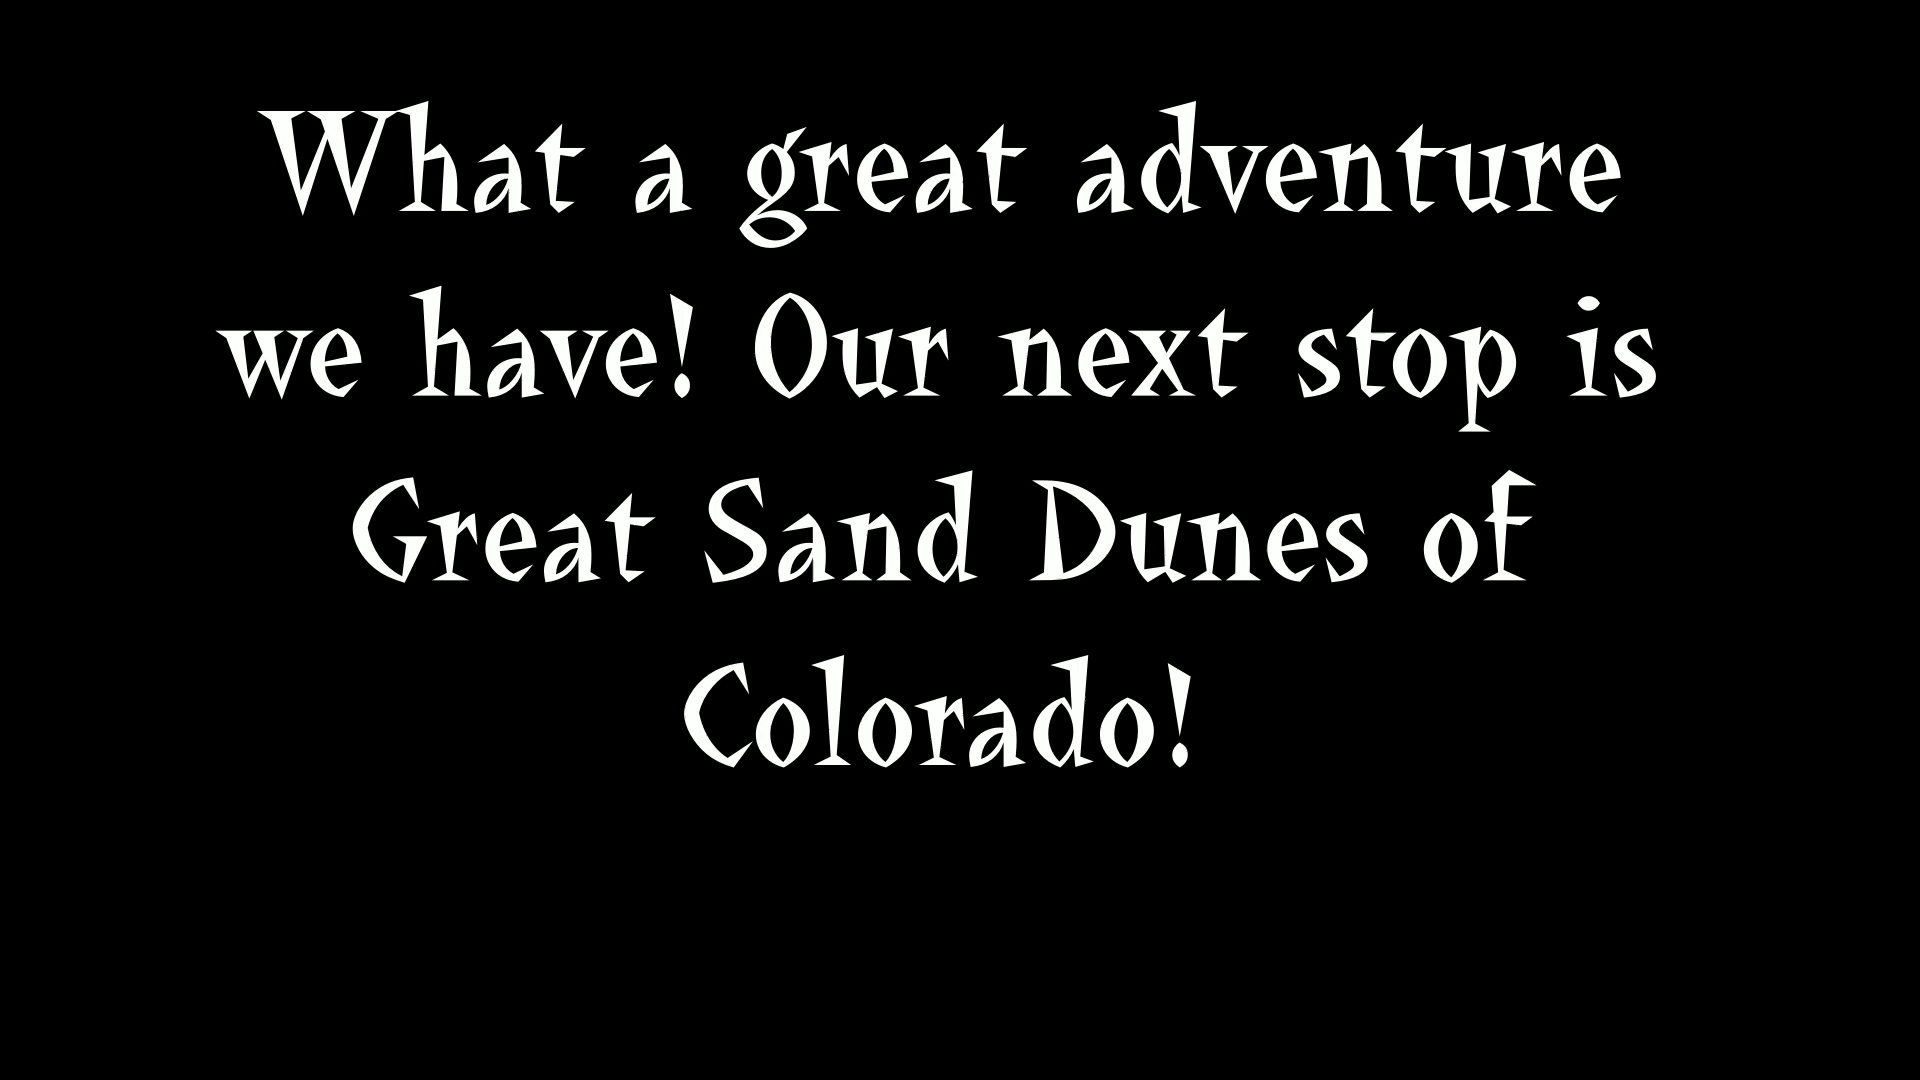 What a great adventure
we have! Our next stop is
Great Sand Dunes of
Colorado!